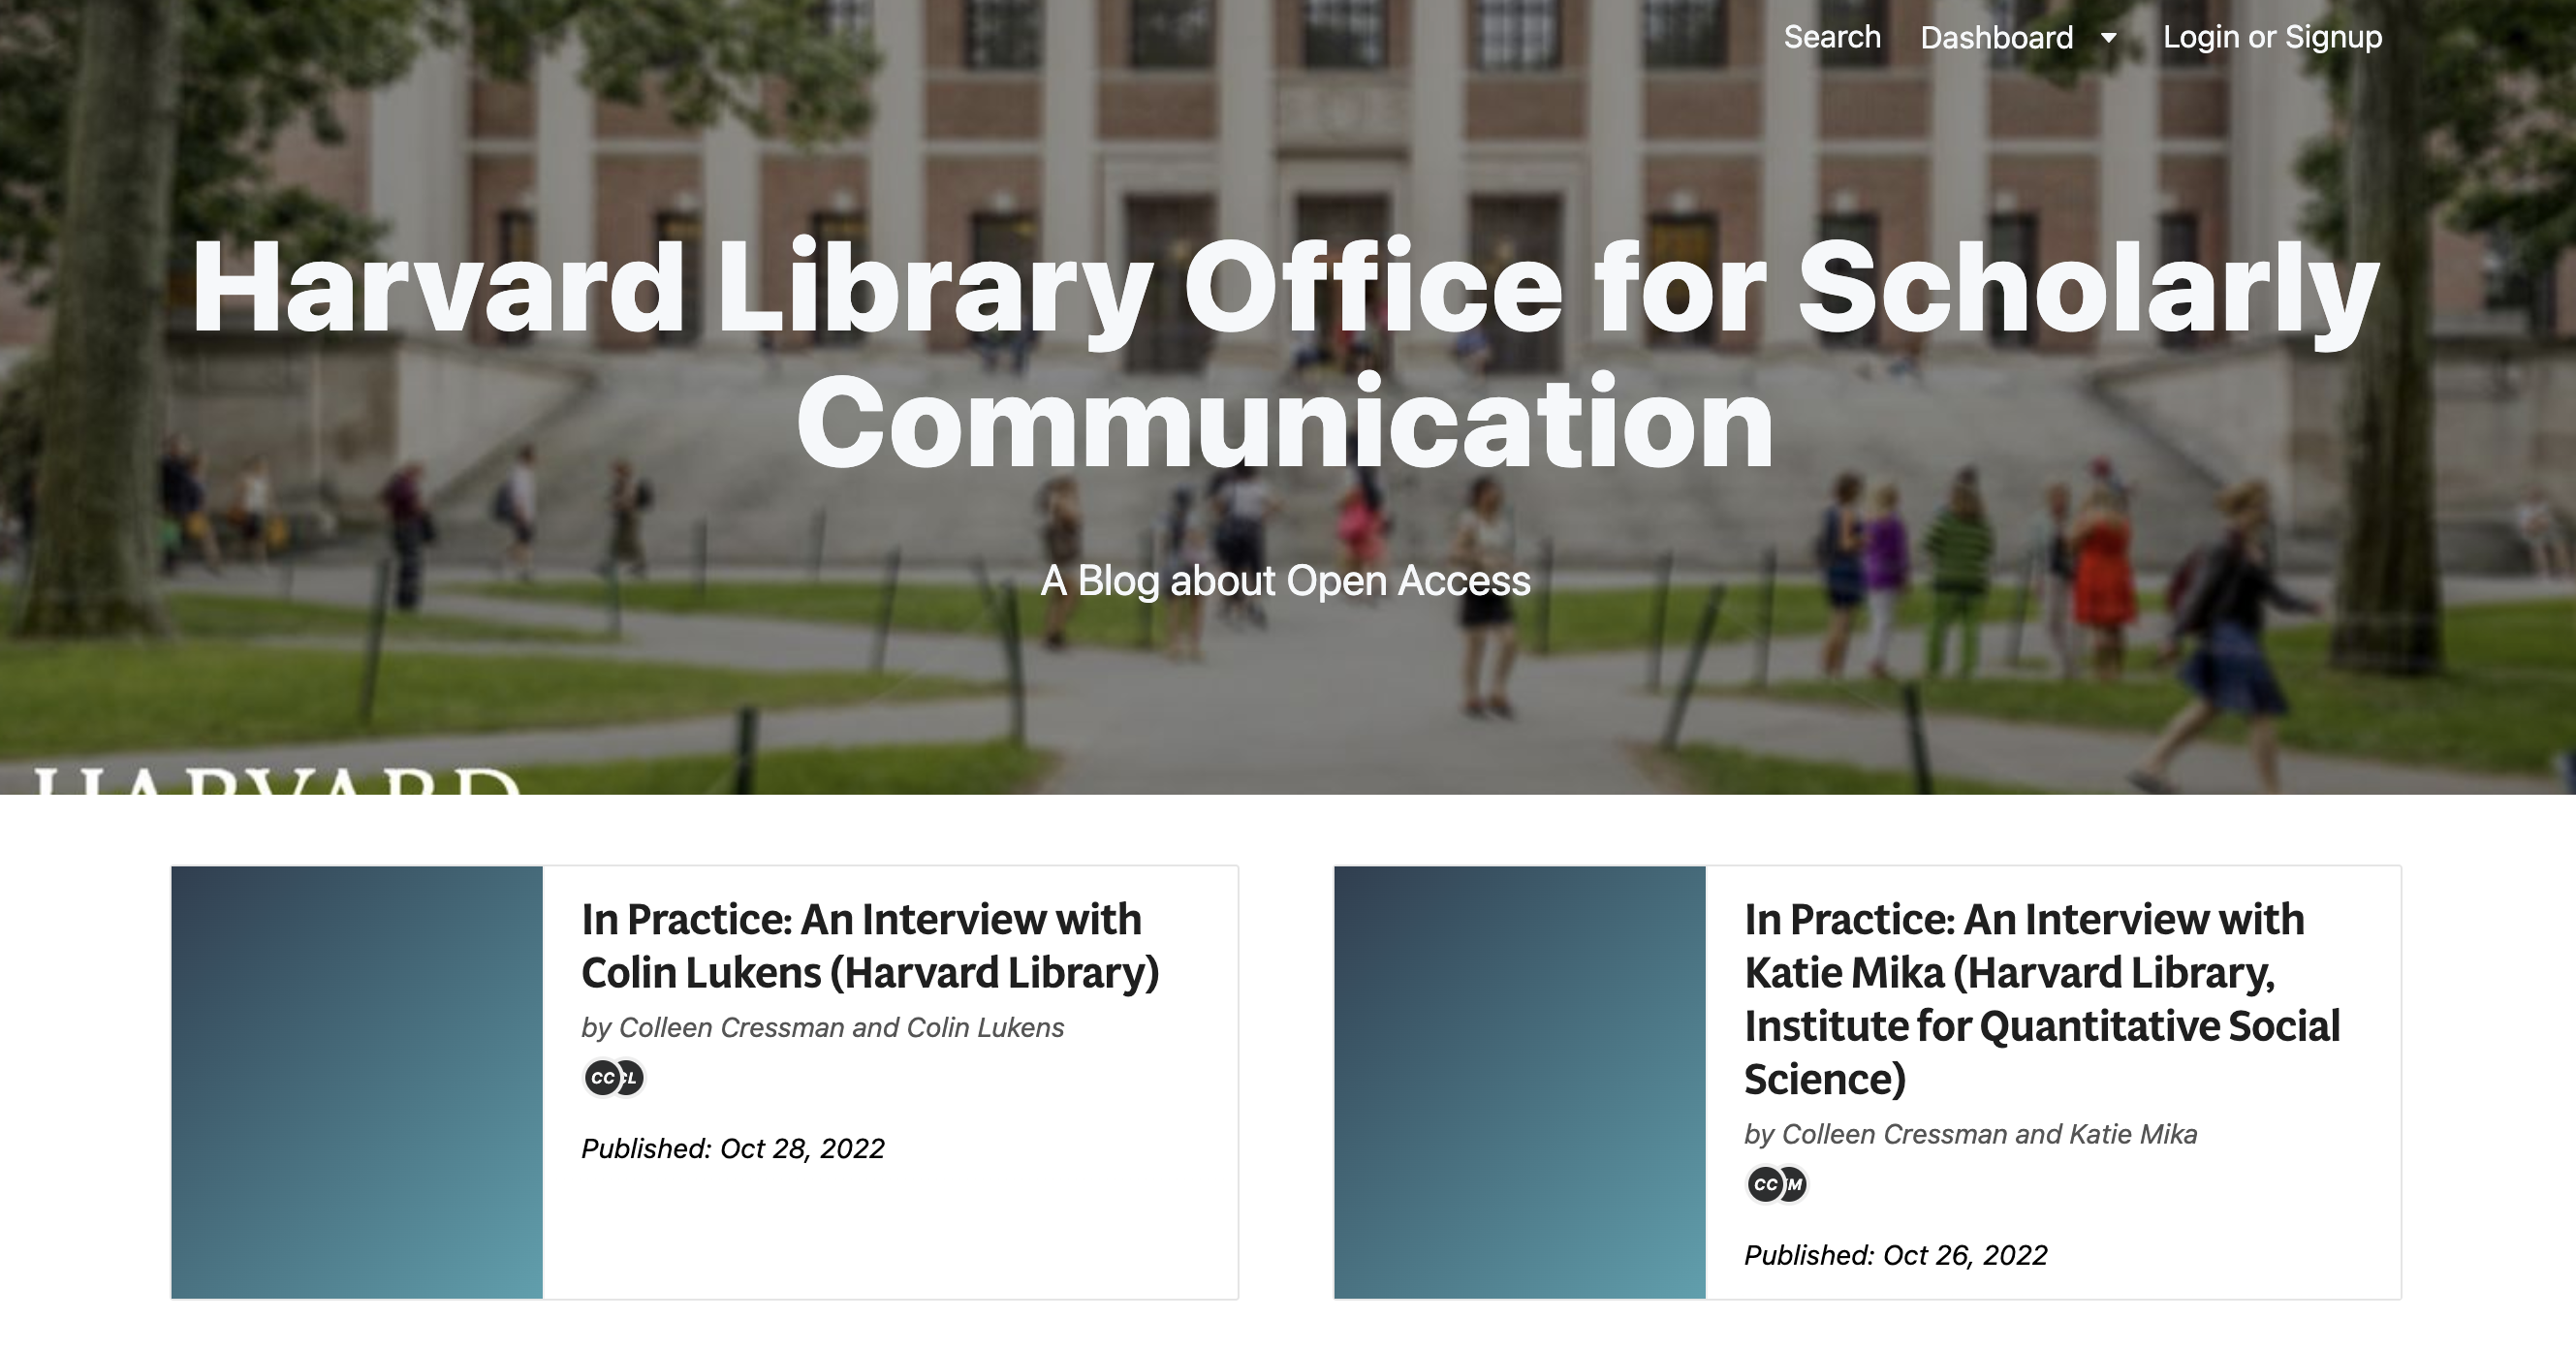 Search Dashboard Login or Signup
Harvard Library Office for Scholarly
Communication
A Blog about Open Access
HARVARD
In Practice: An Interview with
Colin Lukens (Harvard Library)
by Colleen Cressman and Colin Lukens
CC CL
Published: Oct 28, 2022
In Practice: An Interview with
Katie Mika (Harvard Library,
Institute for Quantitative Social
Science)
by Colleen Cressman and Katie Mika
CC M
Published: Oct 26, 2022